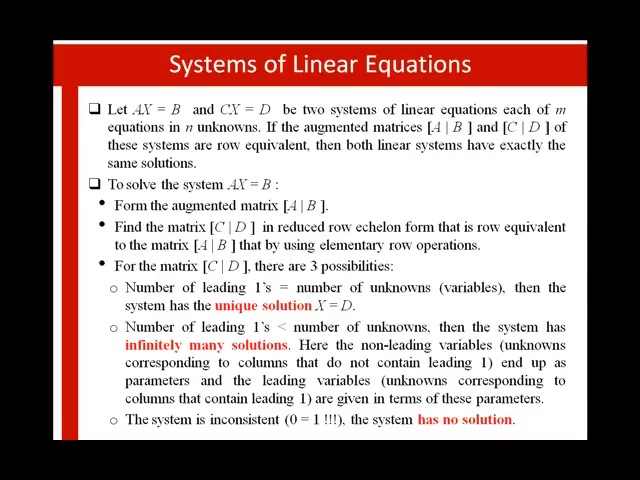 Systems of Linear Equations
❑ Let AX = B and CX = D be two systems of linear equations each of m
equations in n unknowns. If the augmented matrices [A | B ] and [C | D ] of
these systems are row equivalent, then both linear systems have exactly the
same solutions.
❑ To solve the system AX = B :
• Form the augmented matrix [A | B ].
• Find the matrix [C | D ] in reduced row echelon form that is row equivalent
to the matrix [A | B ] that by using elementary row operations.
• For the matrix [C | D ], there are 3 possibilities:
o Number of leading 1's = number of unknowns (variables), then the
system has the unique solution X = D.
o Number of leading 1's < number of unknowns, then the system has
infinitely many solutions. Here the non-leading variables (unknowns
corresponding to columns that do not contain leading 1) end up as
parameters and the leading variables (unknowns corresponding to
columns that contain leading 1) are given in terms of these parameters.
o The system is inconsistent (0 = 1 !!!), the system has no solution.